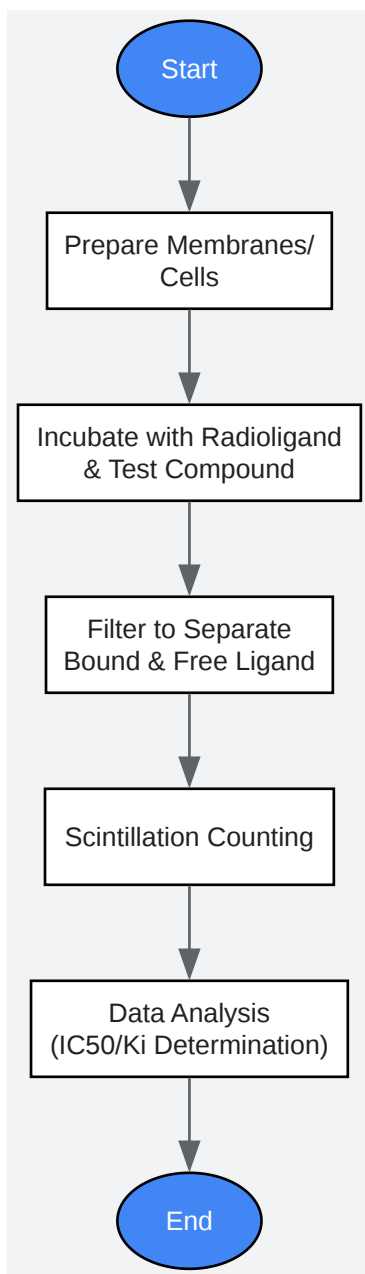 Start
Prepare Membranes/
Cells
Incubate with Radioligand
& Test Compound
Filter to Separate
Bound & Free Ligand
Scintillation Counting
Data Analysis
(IC50/Ki Determination)
End